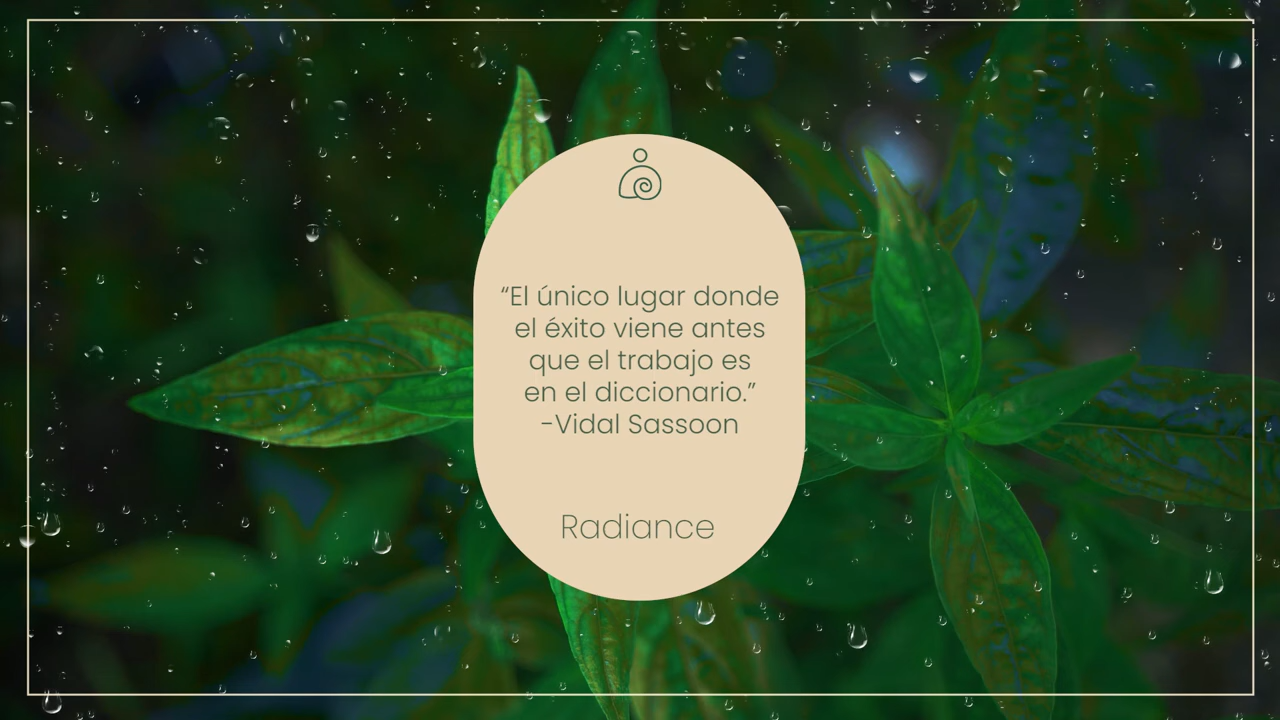 “El único lugar donde
el éxito viene antes
que el trabajo es
en el diccionario.”
-Vidal Sassoon
Radiance